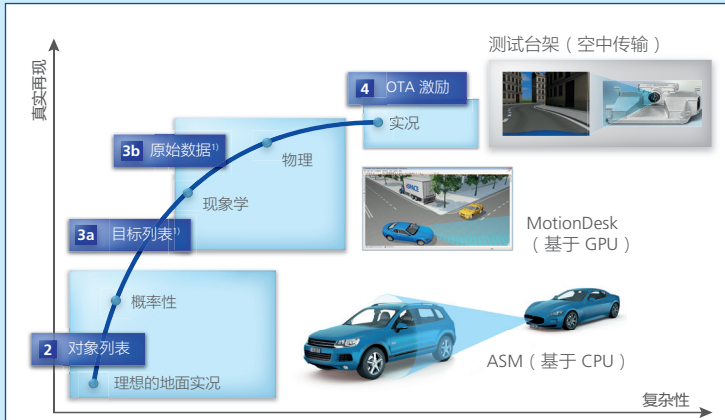 测试台架（空中传输）
真实再现
4 OTA 激励
实况
3b 原始数据¹⁾
物理
现象学
MotionDesk
（基于 GPU）
3a 目标列表¹⁾
概率性
2 对象列表
理想的地面实况
ASM（基于 CPU）
复杂性